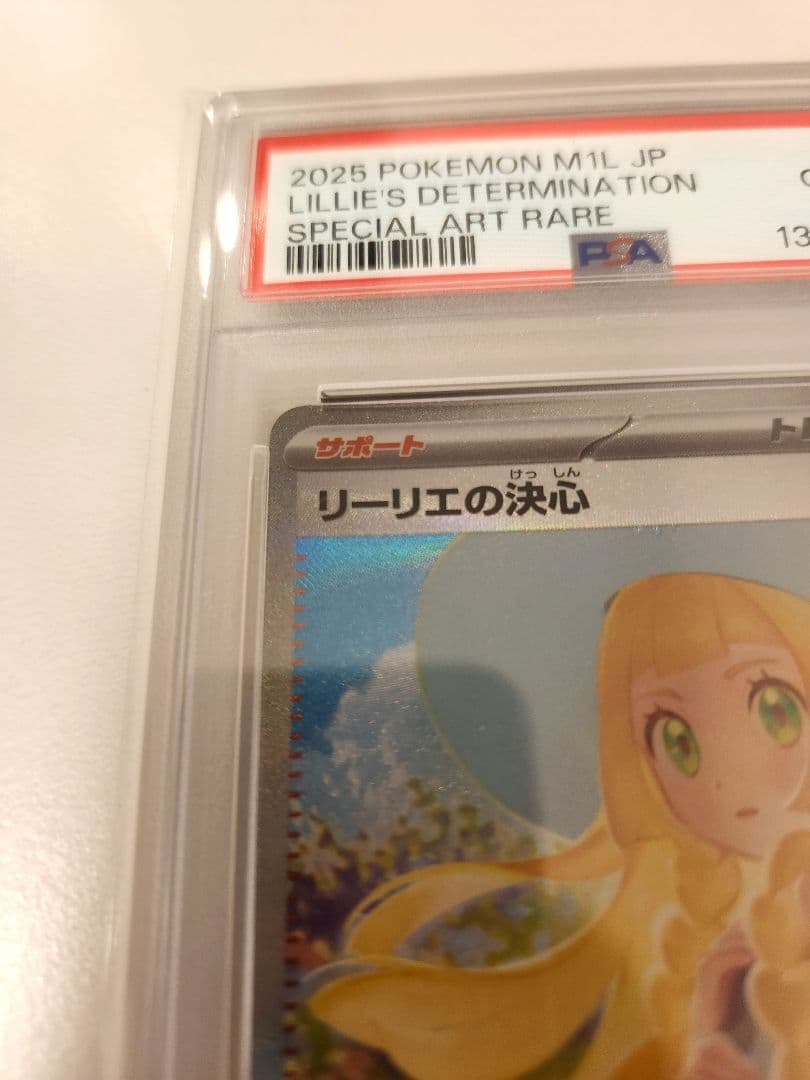 2025 POKEMON M1L JP
LILLIE'S DETERMINATION
SPECIAL ART RARE
13
PSA
サポート
けっ しん
リーリエの決心